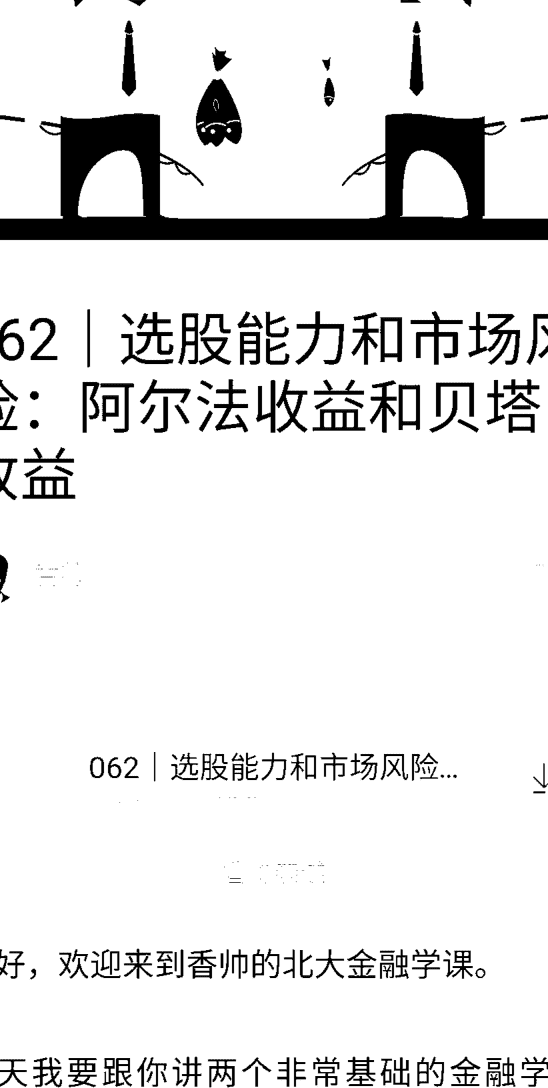 62｜选股能力和市场风
险：阿尔法收益和贝塔
收益
062｜选股能力和市场风险...
好，欢迎来到香帅的北大金融学课。
天我要跟你讲两个非常基础的金融学